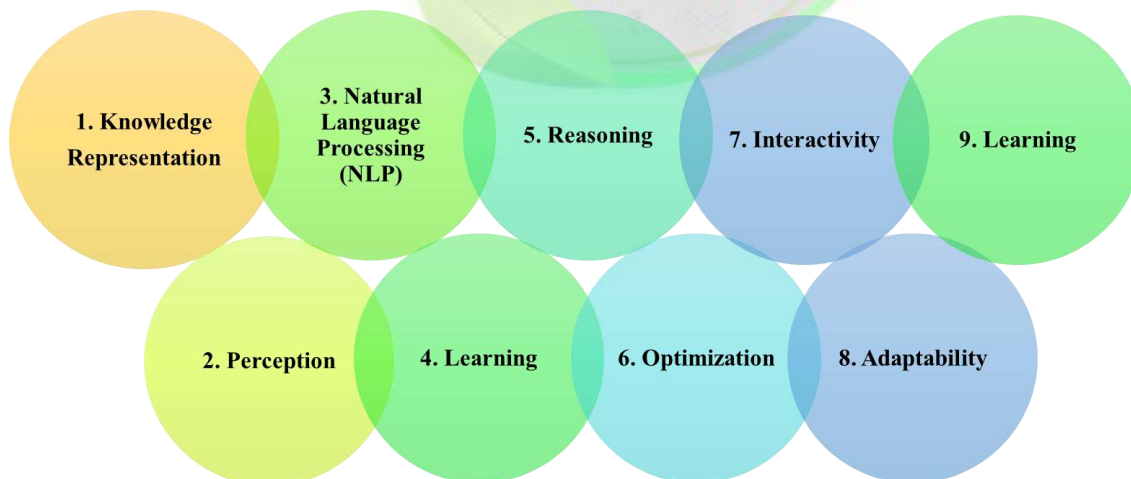 1. Knowledge
Representation
2. Perception
3. Natural
Language
Processing
(NLP)
4. Learning
5. Reasoning
6. Optimization
7. Interactivity
8. Adaptability
9. Learning